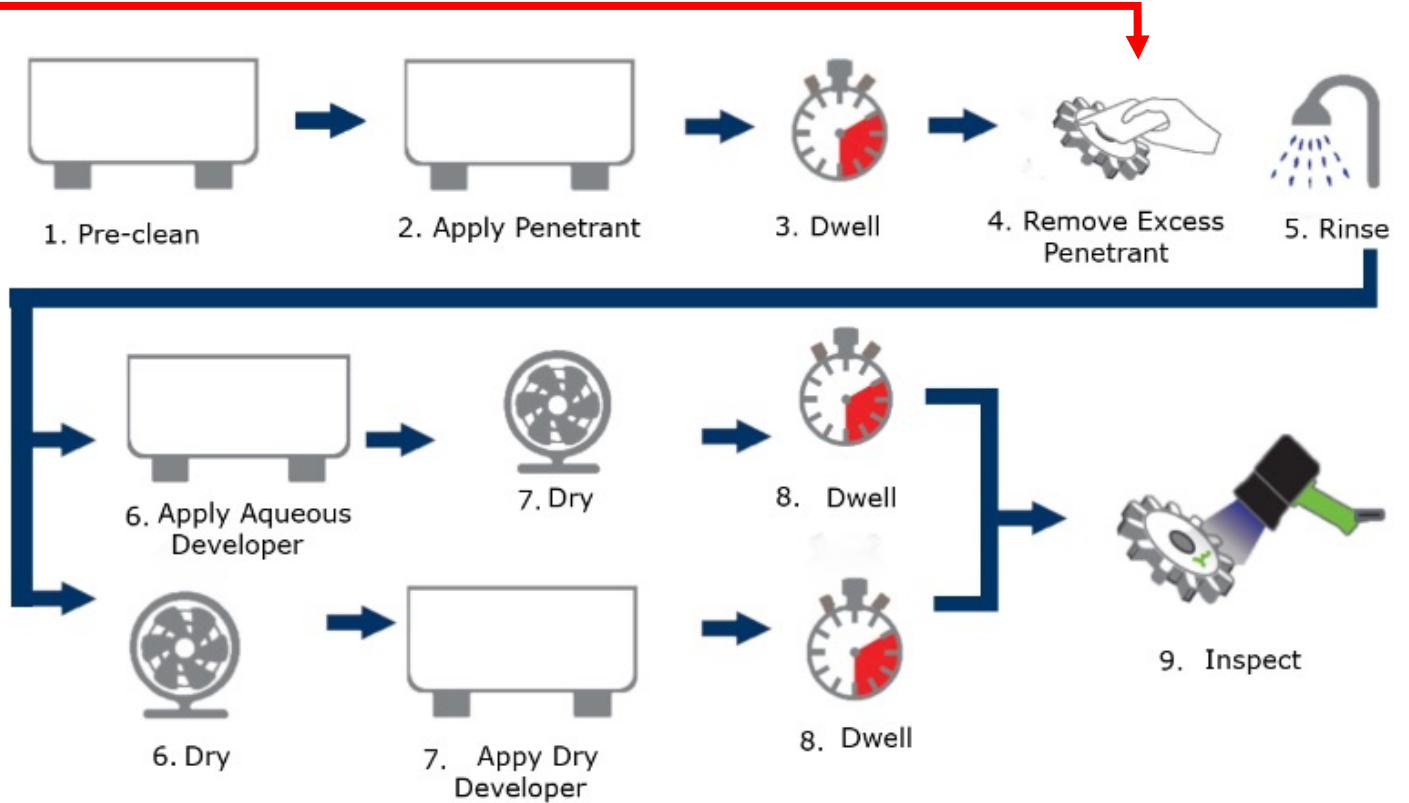 1. Pre-clean
2. Apply Penetrant
3. Dwell
4. Remove Excess
Penetrant
5. Rinse
6. Apply Aqueous
Developer
7. Dry
8. Dwell
6. Dry
7. Appy Dry
Developer
8. Dwell
9. Inspect